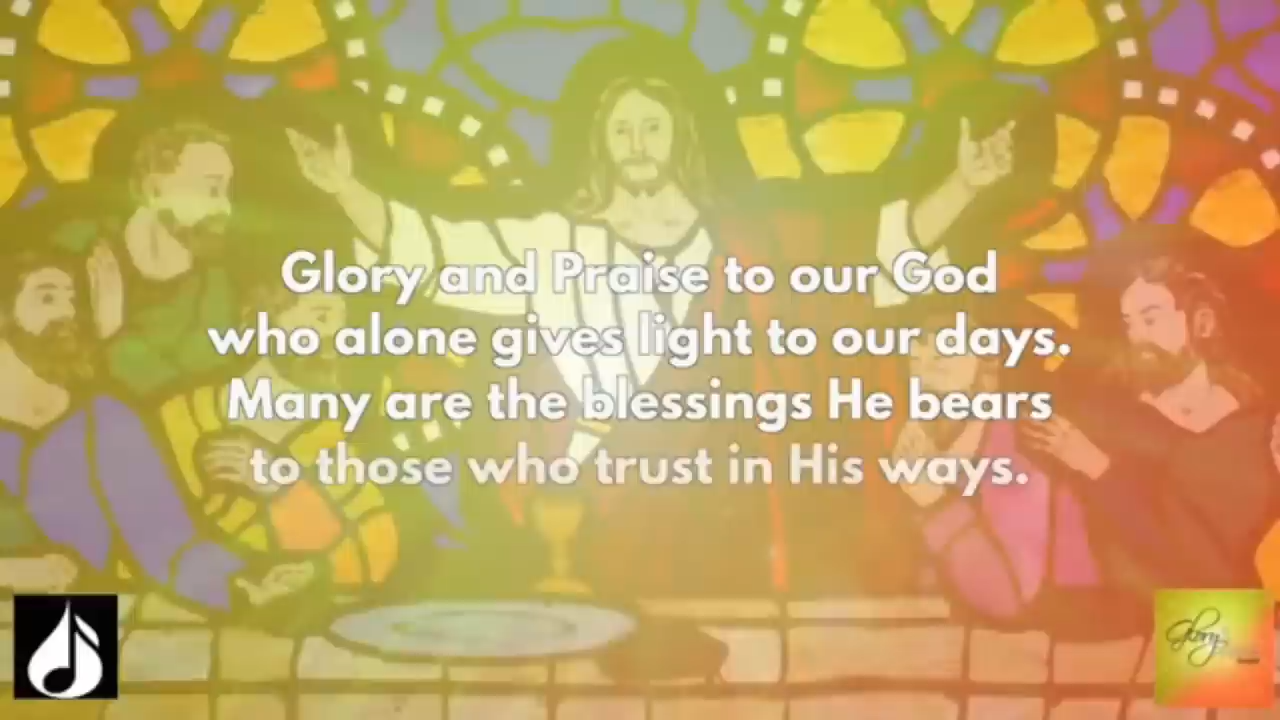 Glory and Praise to our God
who alone gives light to our days.
Many are the blessings He bears
to those who trust in His ways.
Glory